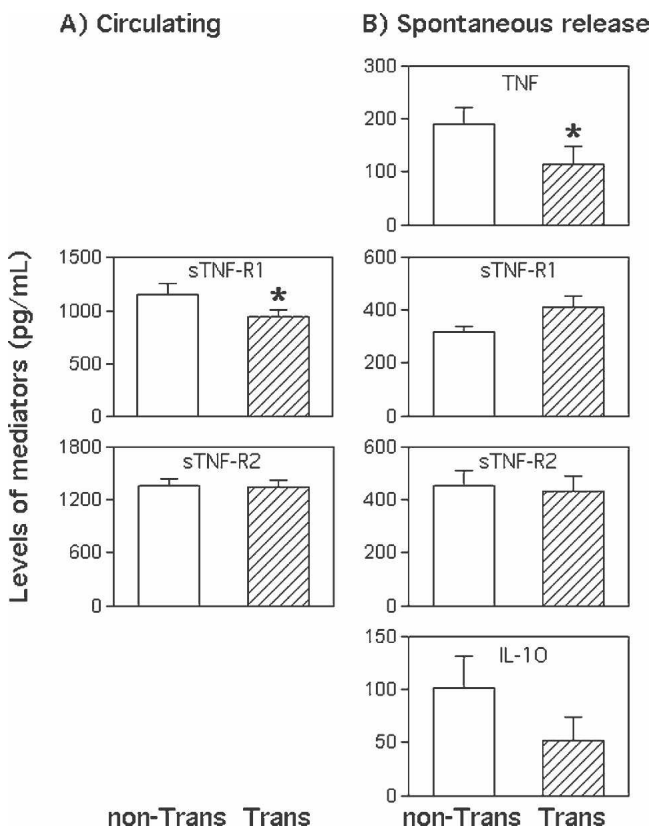 A) Circulating
B) Spontaneous release
Levels of mediators (pg/mL)
TNF
300
200
100
0
*
sTNF-R1
1500
1000
500
0
*
sTNF-R1
600
400
200
0
sTNF-R2
1800
1200
600
0
sTNF-R2
600
400
200
0
IL-10
150
100
50
0
non-Trans Trans
non-Trans Trans